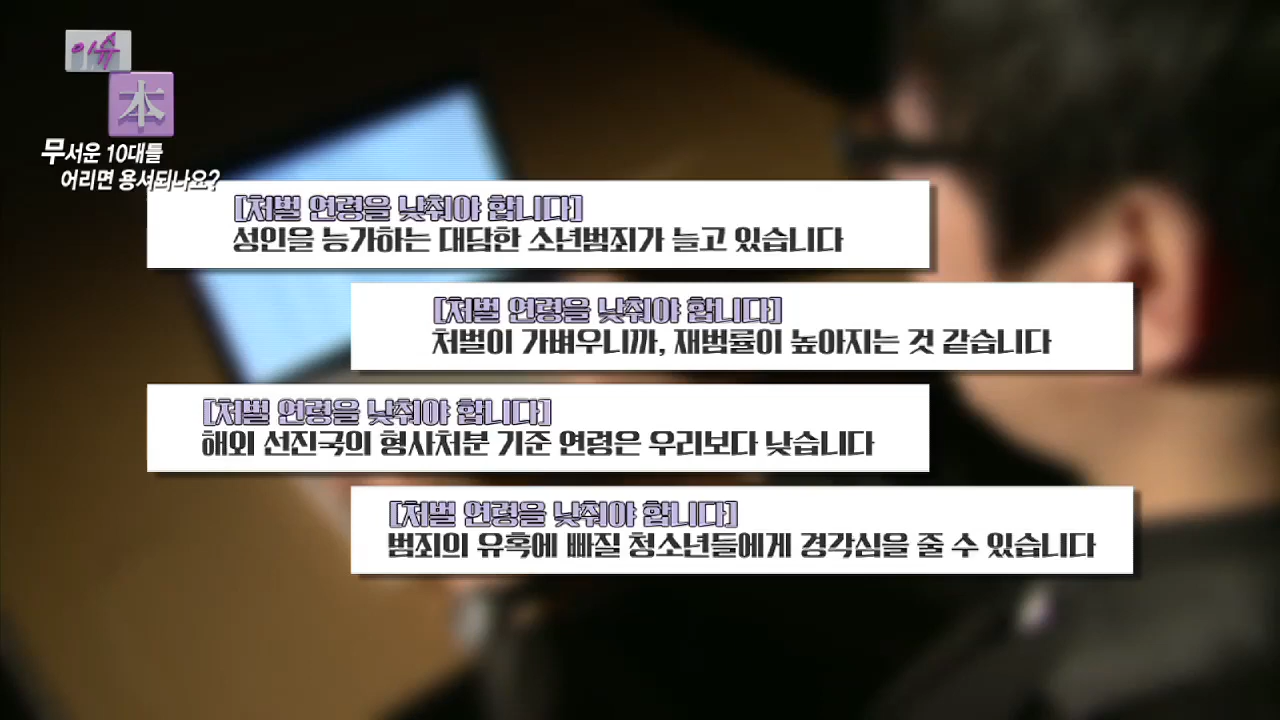 이슈
本
무서운 10대들
어리면 용서되나요?
[처벌 연령을 낮춰야 합니다]
성인을 능가하는 대담한 소년범죄가 늘고 있습니다
[처벌 연령을 낮춰야 합니다]
처벌이 가벼우니까, 재범률이 높아지는 것 같습니다
[처벌 연령을 낮춰야 합니다]
해외 선진국의 형사처분 기준 연령은 우리보다 낮습니다
[처벌 연령을 낮춰야 합니다]
범죄의 유혹에 빠질 청소년들에게 경각심을 줄 수 있습니다